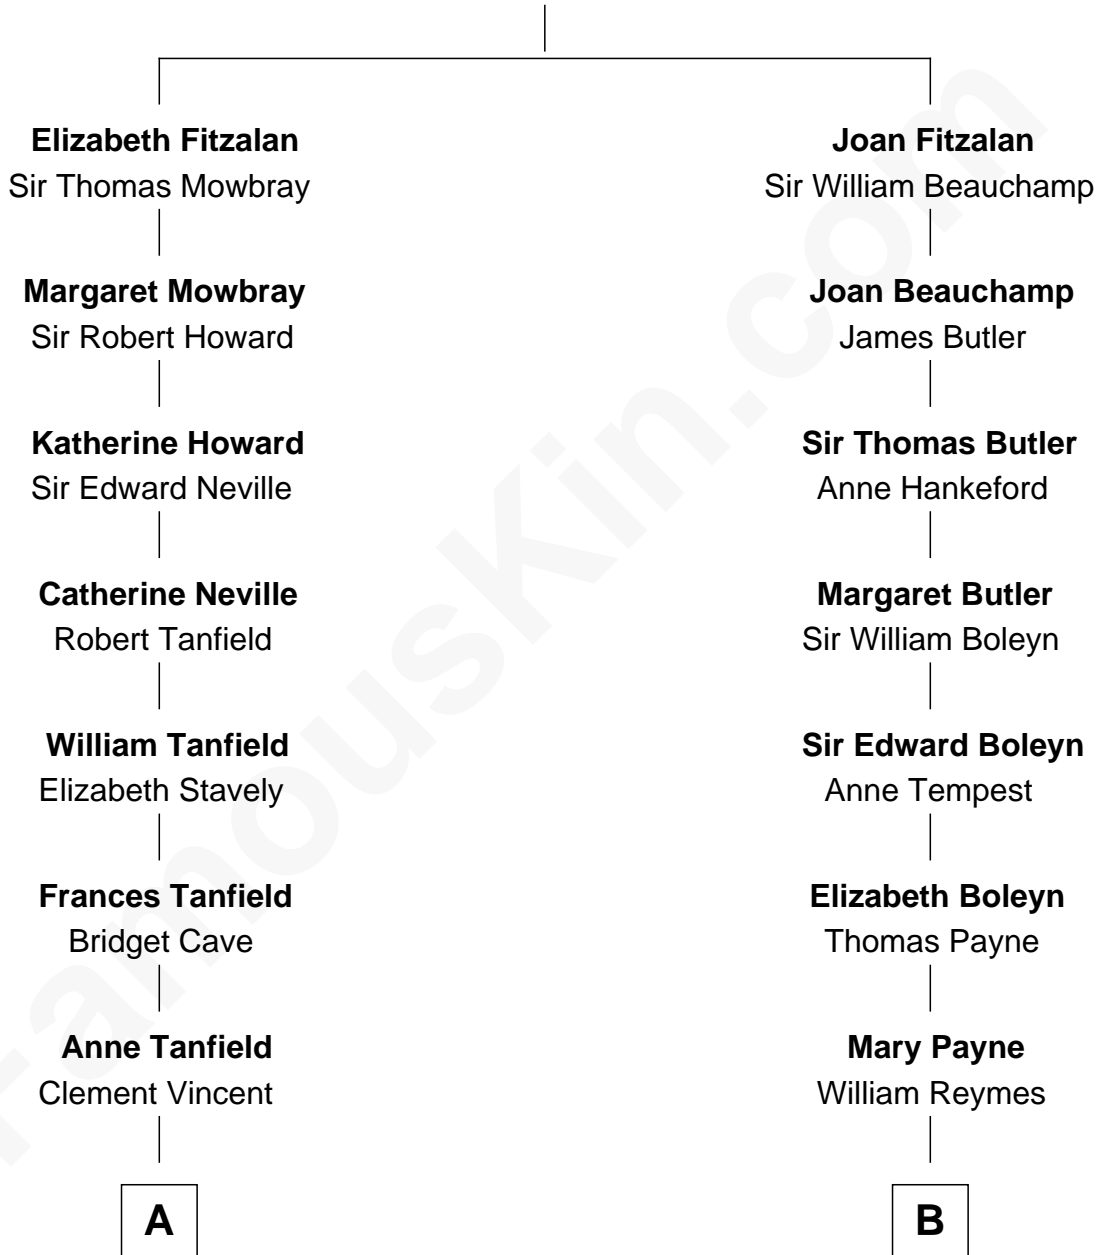 Elizabeth Fitzalan
Sir Thomas Mowbray
Joan Fitzalan
Sir William Beauchamp
Margaret Mowbray
Sir Robert Howard
Joan Beauchamp
James Butler
Katherine Howard
Sir Edward Neville
Sir Thomas Butler
Anne Hankeford
Catherine Neville
Robert Tanfield
Margaret Butler
Sir William Boleyn
William Tanfield
Elizabeth Stavely
Sir Edward Boleyn
Anne Tempest
Frances Tanfield
Bridget Cave
Elizabeth Boleyn
Thomas Payne
Anne Tanfield
Clement Vincent
Mary Payne
William Reymes
A
B
FamousKin.com